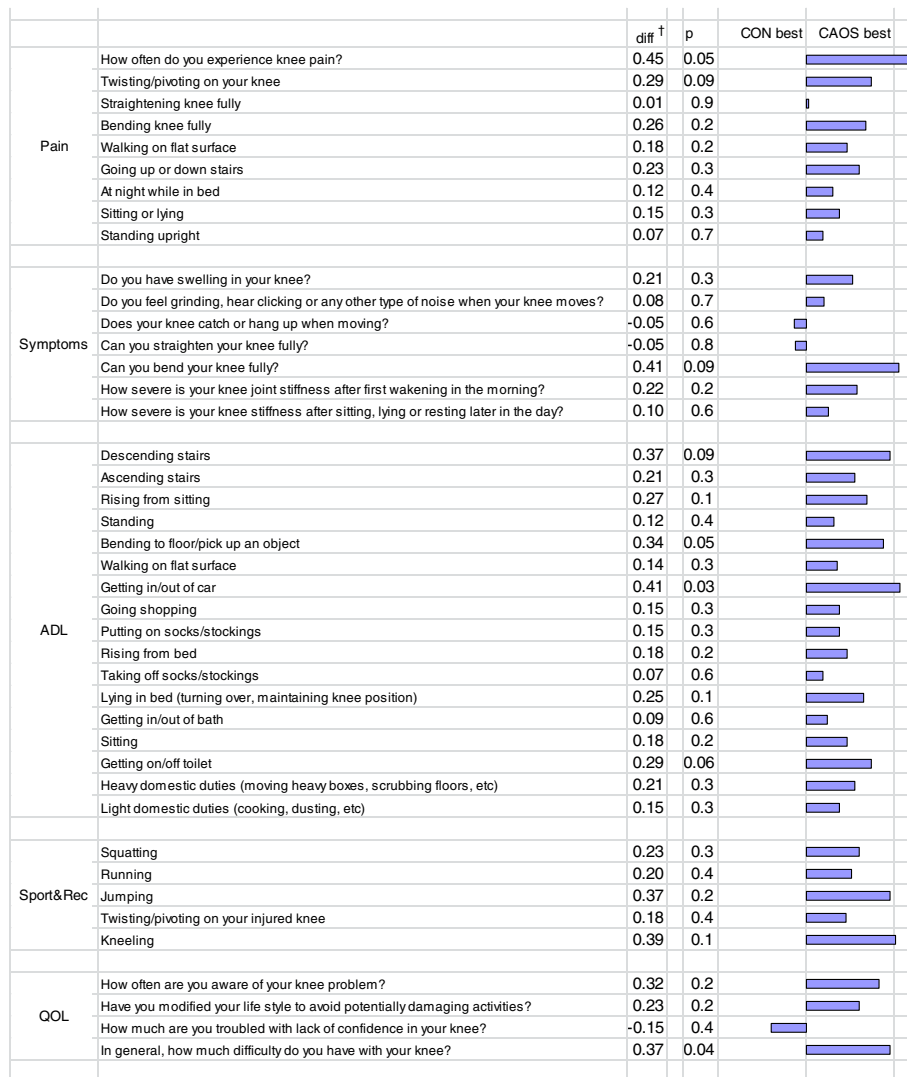 diff † p CON best CAOS best
Pain
How often do you experience knee pain? 0.45 0.05
Twisting/pivoting on your knee 0.29 0.09
Straightening knee fully 0.01 0.9
Bending knee fully 0.26 0.2
Walking on flat surface 0.18 0.2
Going up or down stairs 0.23 0.3
At night while in bed 0.12 0.4
Sitting or lying 0.15 0.3
Standing upright 0.07 0.7
Symptoms
Do you have swelling in your knee? 0.21 0.3
Do you feel grinding, hear clicking or any other type of noise when your knee moves? 0.08 0.7
Does your knee catch or hang up when moving? -0.05 0.6
Can you straighten your knee fully? -0.05 0.8
Can you bend your knee fully? 0.41 0.09
How severe is your knee joint stiffness after first wakening in the morning? 0.22 0.2
How severe is your knee stiffness after sitting, lying or resting later in the day? 0.10 0.6
ADL
Descending stairs 0.37 0.09
Ascending stairs 0.21 0.3
Rising from sitting 0.27 0.1
Standing 0.12 0.4
Bending to floor/pick up an object 0.34 0.05
Walking on flat surface 0.14 0.3
Getting in/out of car 0.41 0.03
Going shopping 0.15 0.3
Putting on socks/stockings 0.15 0.3
Rising from bed 0.18 0.2
Taking off socks/stockings 0.07 0.6
Lying in bed (turning over, maintaining knee position) 0.25 0.1
Getting in/out of bath 0.09 0.6
Sitting 0.18 0.2
Getting on/off toilet 0.29 0.06
Heavy domestic duties (moving heavy boxes, scrubbing floors, etc) 0.21 0.3
Light domestic duties (cooking, dusting, etc) 0.15 0.3
Sport&Rec
Squatting 0.23 0.3
Running 0.20 0.4
Jumping 0.37 0.2
Twisting/pivoting on your injured knee 0.18 0.4
Kneeling 0.39 0.1
QOL
How often are you aware of your knee problem? 0.32 0.2
Have you modified your life style to avoid potentially damaging activities? 0.23 0.2
How much are you troubled with lack of confidence in your knee? -0.15 0.4
In general, how much difficulty do you have with your knee? 0.37 0.04